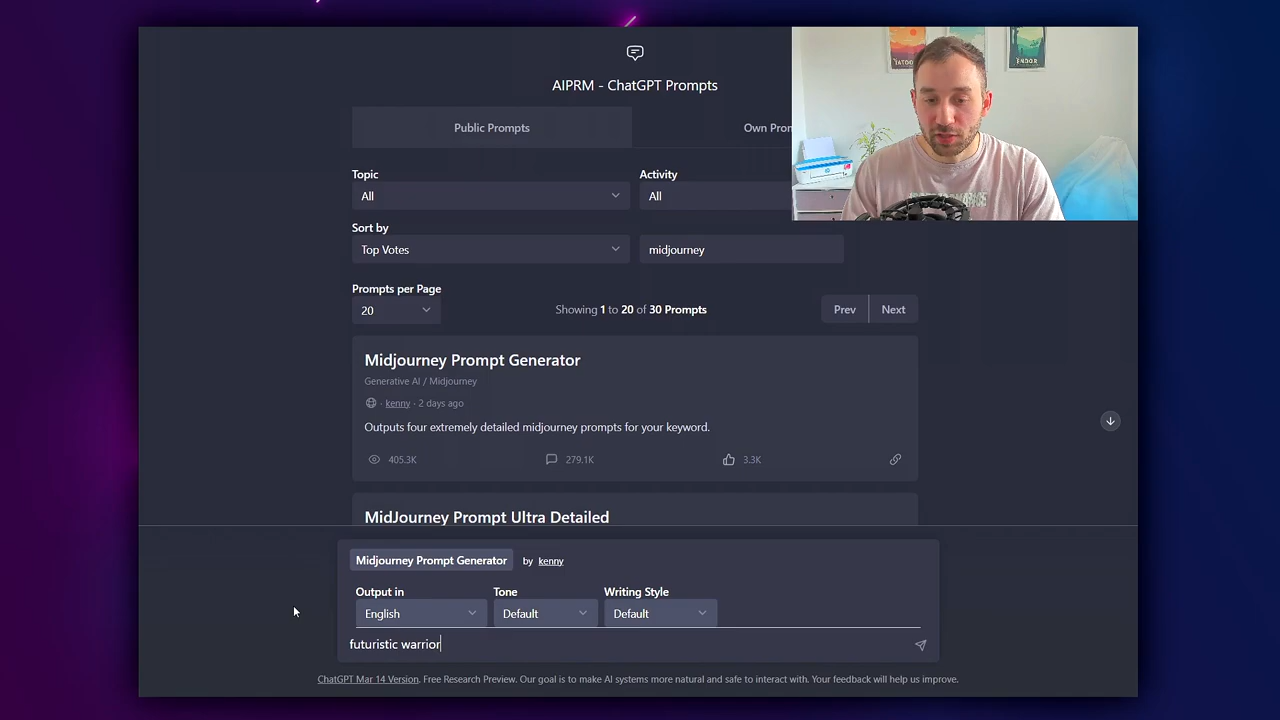 AIPRM - ChatGPT Prompts
Public Prompts
Own Prom
Topic
Activity
All
All
Sort by
Top Votes
midjourney
Prompts per Page
20
Showing 1 to 20 of 30 Prompts
Prev
Next
Midjourney Prompt Generator
Generative AI / Midjourney
· kenny · 2 days ago
Outputs four extremely detailed midjourney prompts for your keyword.
405.3K
279.1K
3.3K
MidJourney Prompt Ultra Detailed
Midjourney Prompt Generator by kenny
Output in
Tone
Writing Style
English
Default
Default
futuristic warrior
ChatGPT Mar 14 Version. Free Research Preview. Our goal is to make AI systems more natural and safe to interact with. Your feedback will help us improve.
ENDOR